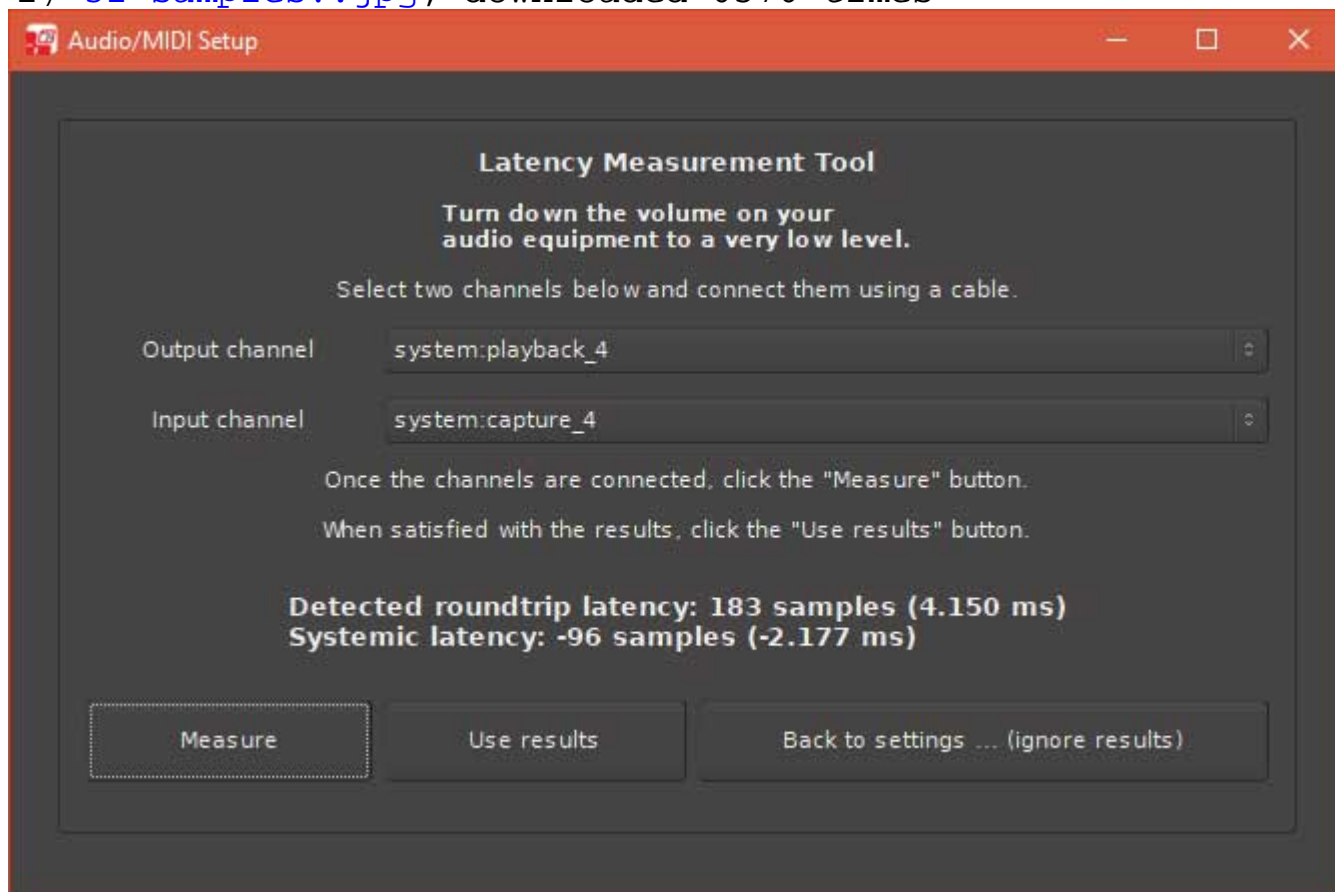 Audio/MIDI Setup
Latency Measurement Tool
Turn down the volume on your
audio equipment to a very low level.
Select two channels below and connect them using a cable.
Output channel system:playback_4
Input channel system:capture_4
Once the channels are connected, click the "Measure" button.
When satisfied with the results, click the "Use results" button.
Detected roundtrip latency: 183 samples (4.150 ms)
Systemic latency: -96 samples (-2.177 ms)
Measure Use results Back to settings ... (ignore results)